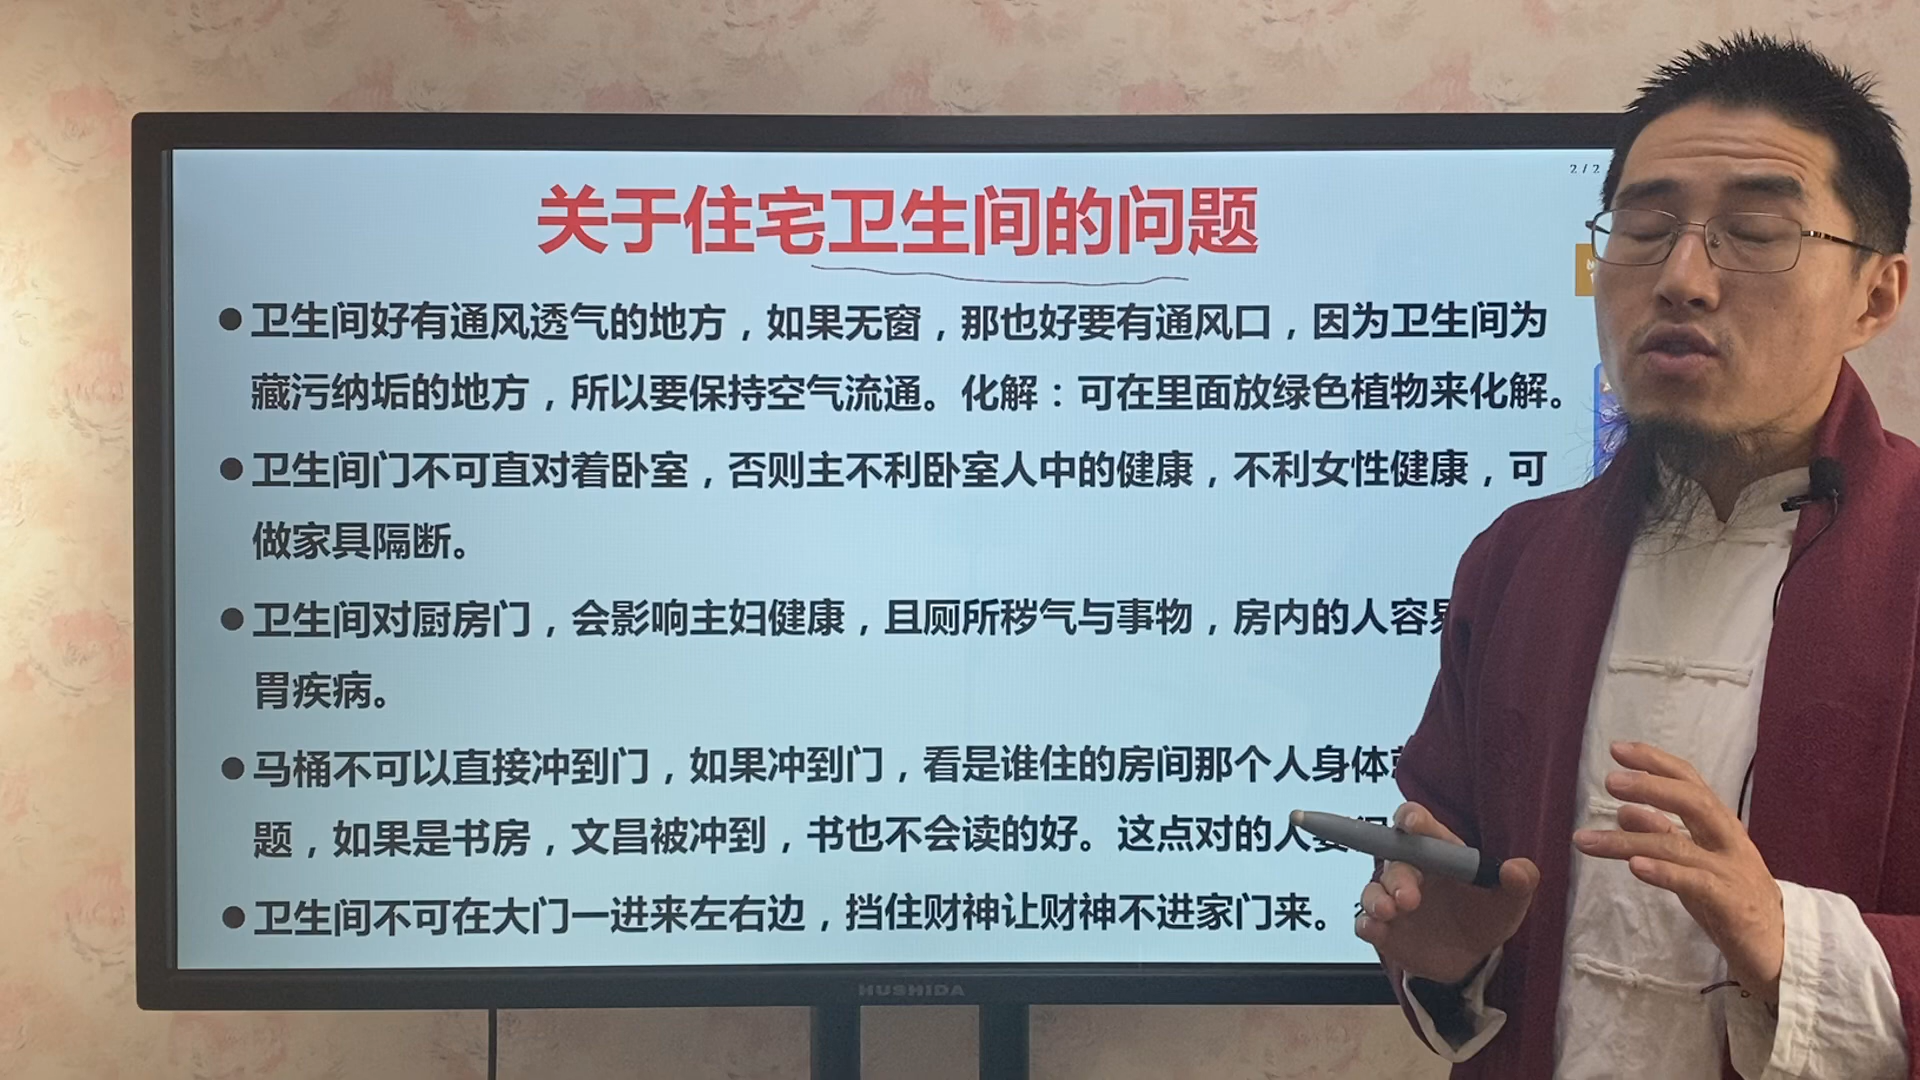 2/2
关于住宅卫生间的问题
●卫生间好有通风透气的地方，如果无窗，那也好要有通风口，因为卫生间为
藏污纳垢的地方，所以要保持空气流通。化解：可在里面放绿色植物来化解。
●卫生间门不可直对着卧室，否则主不利卧室人中的健康，不利女性健康，可
做家具隔断。
●卫生间对厨房门，会影响主妇健康，且厕所秽气与事物，房内的人容易
胃疾病。
●马桶不可以直接冲到门，如果冲到门，看是谁住的房间那个人身体
题，如果是书房，文昌被冲到，书也不会读的好。这点对的人
●卫生间不可在大门一进来左右边，挡住财神让财神不进家门来。
HUSHIDA